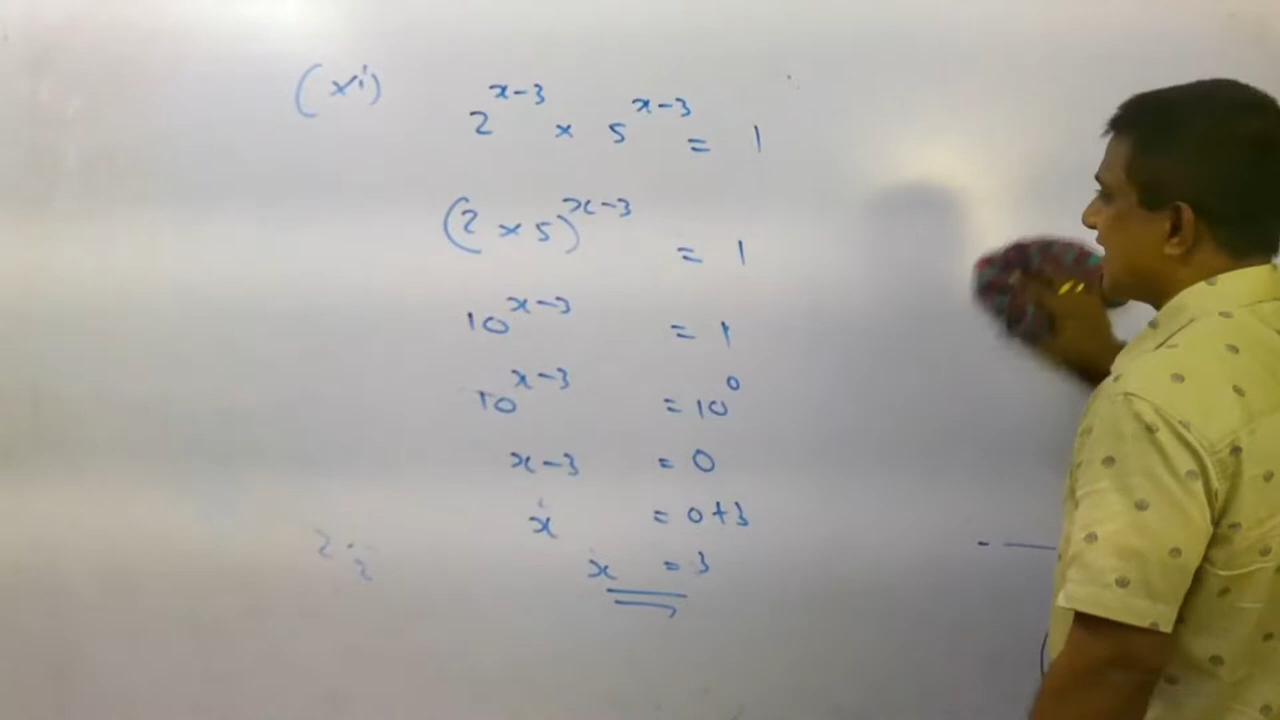 (xi) 2^{x-3} × 5^{x-3} = 1
(2 × 5)^{x-3} = 1
10^{x-3} = 1
10^{x-3} = 10^0
x-3 = 0
x = 0+3
x = 3